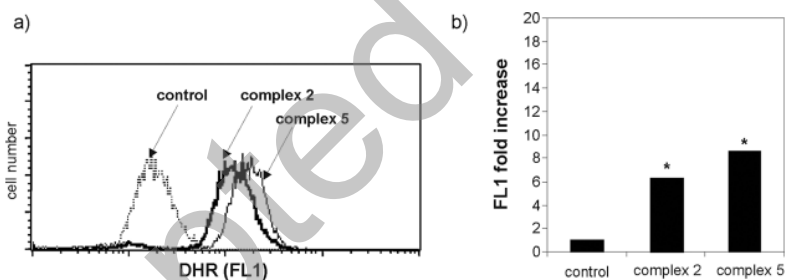 a)
control
complex 2
complex 5
cell number
DHR (FL1)
b)
FL1 fold increase
20
18
16
14
12
10
8
6
4
2
0
*
*
control
complex 2
complex 5
pted